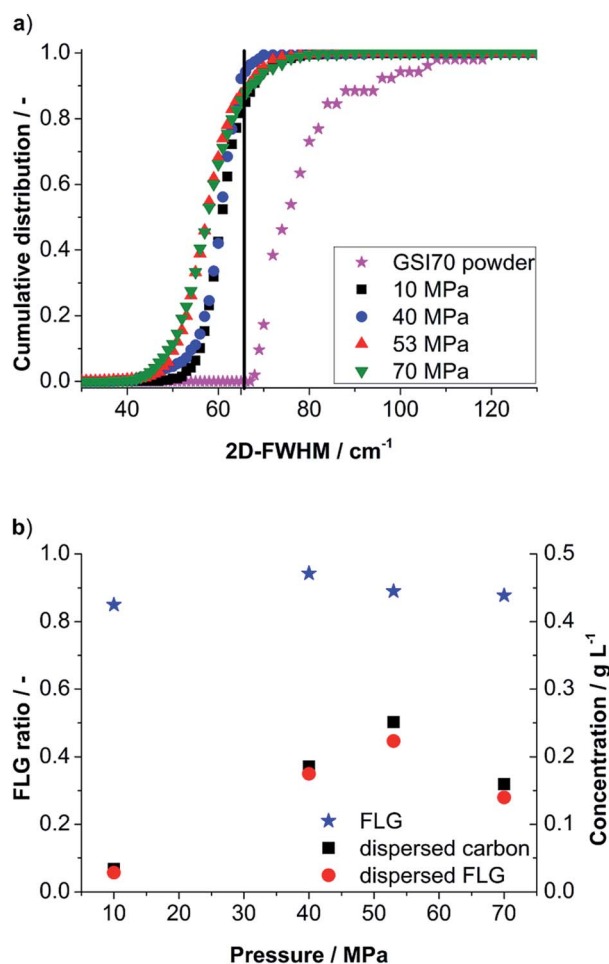 a)
1.0
0.8
0.6
0.4
0.2
0.0
Cumulative distribution / -
GSI70 powder
10 MPa
40 MPa
53 MPa
70 MPa
40 60 80 100 120
2D-FWHM / cm⁻¹
b)
1.0 0.5
0.8 0.4
0.6 0.3
0.4 0.2
0.2 0.1
0.0 0.0
FLG ratio / -
Concentration / g L⁻¹
FLG
dispersed carbon
dispersed FLG
10 20 30 40 50 60 70
Pressure / MPa